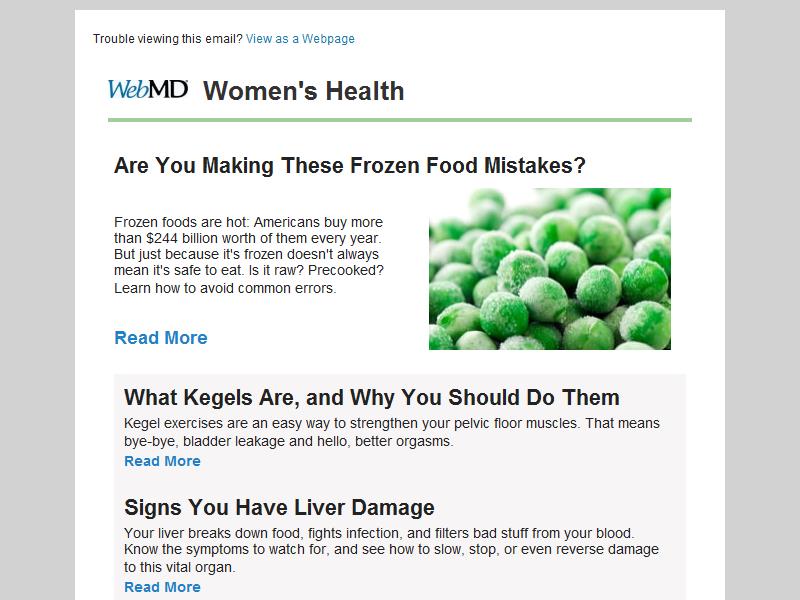 Trouble viewing this email? View as a Webpage
WebMD Women's Health
Are You Making These Frozen Food Mistakes?
Frozen foods are hot: Americans buy more
than $244 billion worth of them every year.
But just because it's frozen doesn't always
mean it's safe to eat. Is it raw? Precooked?
Learn how to avoid common errors.
Read More
What Kegels Are, and Why You Should Do Them
Kegel exercises are an easy way to strengthen your pelvic floor muscles. That means
bye-bye, bladder leakage and hello, better orgasms.
Read More
Signs You Have Liver Damage
Your liver breaks down food, fights infection, and filters bad stuff from your blood.
Know the symptoms to watch for, and see how to slow, stop, or even reverse damage
to this vital organ.
Read More